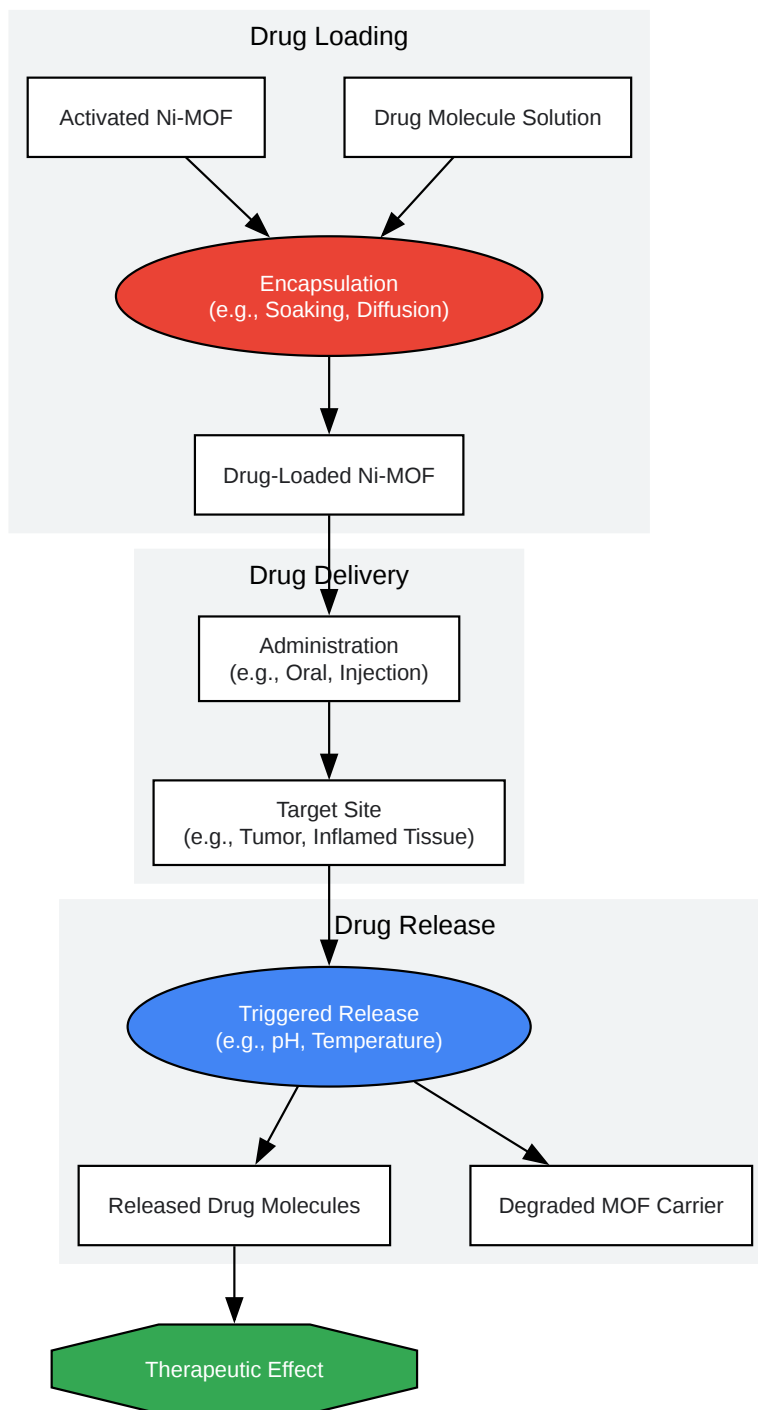 Drug Loading
Activated Ni-MOF
Drug Molecule Solution
Encapsulation
(e.g., Soaking, Diffusion)
Drug-Loaded Ni-MOF
Drug Delivery
Administration
(e.g., Oral, Injection)
Target Site
(e.g., Tumor, Inflamed Tissue)
Drug Release
Triggered Release
(e.g., pH, Temperature)
Released Drug Molecules
Degraded MOF Carrier
Therapeutic Effect